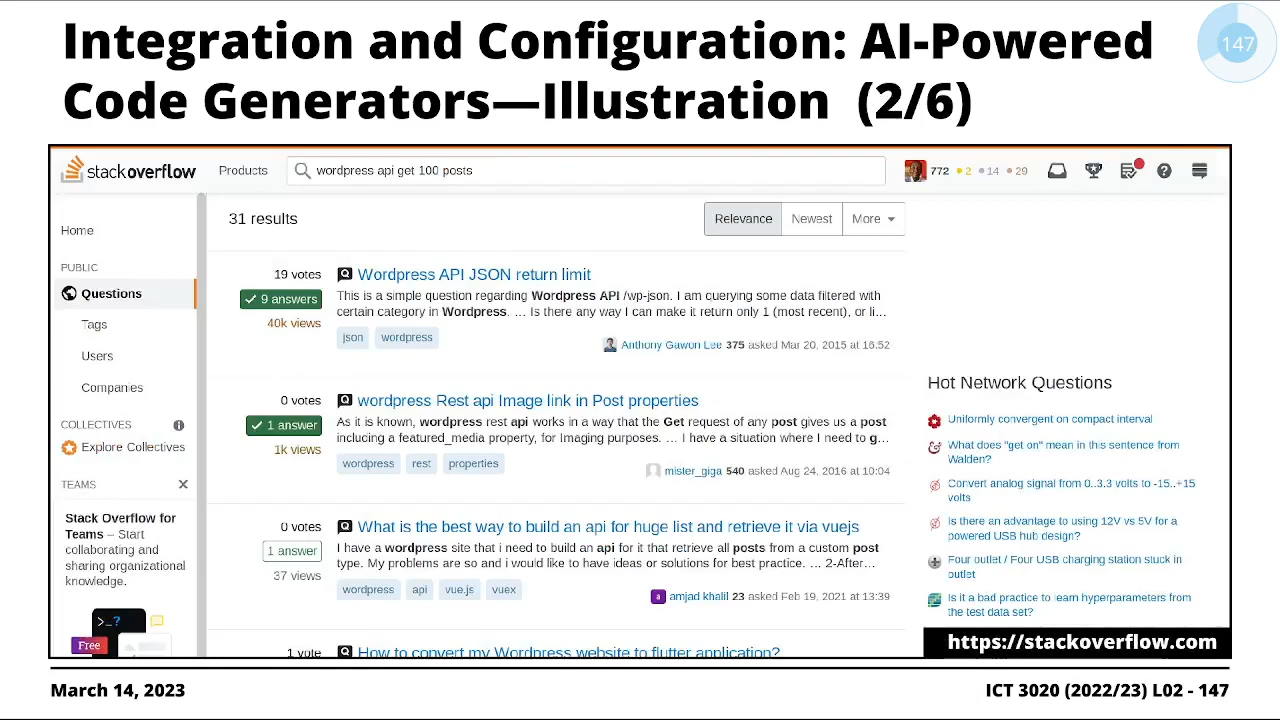 Integration and Configuration: AI-Powered
Code Generators—Illustration (2/6)
147
stackoverflow
Products
wordpress api get 100 posts
772 2 14 29
Home
PUBLIC
Questions
Tags
Users
Companies
COLLECTIVES
Explore Collectives
TEAMS
Stack Overflow for
Teams – Start
collaborating and
sharing organizational
knowledge.
>_?
Free
31 results
Relevance Newest More
19 votes
9 answers
40k views
Wordpress API JSON return limit
This is a simple question regarding Wordpress API /wp-json. I am querying some data filtered with
certain category in Wordpress. … Is there any way I can make it return only 1 (most recent), or li…
json wordpress
Anthony Gawon Lee 375 asked Mar 20, 2015 at 16:52
0 votes
1 answer
1k views
wordpress Rest api Image link in Post properties
As it is known, wordpress rest api works in a way that the Get request of any post gives us a post
including a featured_media property, for Imaging purposes. … I have a situation where I need to g…
wordpress rest properties
mister_giga 540 asked Aug 24, 2016 at 10:04
0 votes
1 answer
37 views
What is the best way to build an api for huge list and retrieve it via vuejs
I have a wordpress site that i need to build an api for it that retrieve all posts from a custom post
type. My problems are so and i would like to have ideas or solutions for best practice. … 2-After…
wordpress api vue.js vuex
a amjad khalil 23 asked Feb 19, 2021 at 13:39
1 vote
How to convert my Wordpress website to flutter application?
Hot Network Questions
Uniformly convergent on compact interval
What does "get on" mean in this sentence from
Walden?
Convert analog signal from 0..3.3 volts to -15..+15
volts
Is there an advantage to using 12V vs 5V for a
powered USB hub design?
Four outlet / Four USB charging station stuck in
outlet
Is it a bad practice to learn hyperparameters from
the test data set?
https://stackoverflow.com
March 14, 2023
ICT 3020 (2022/23) L02 - 147